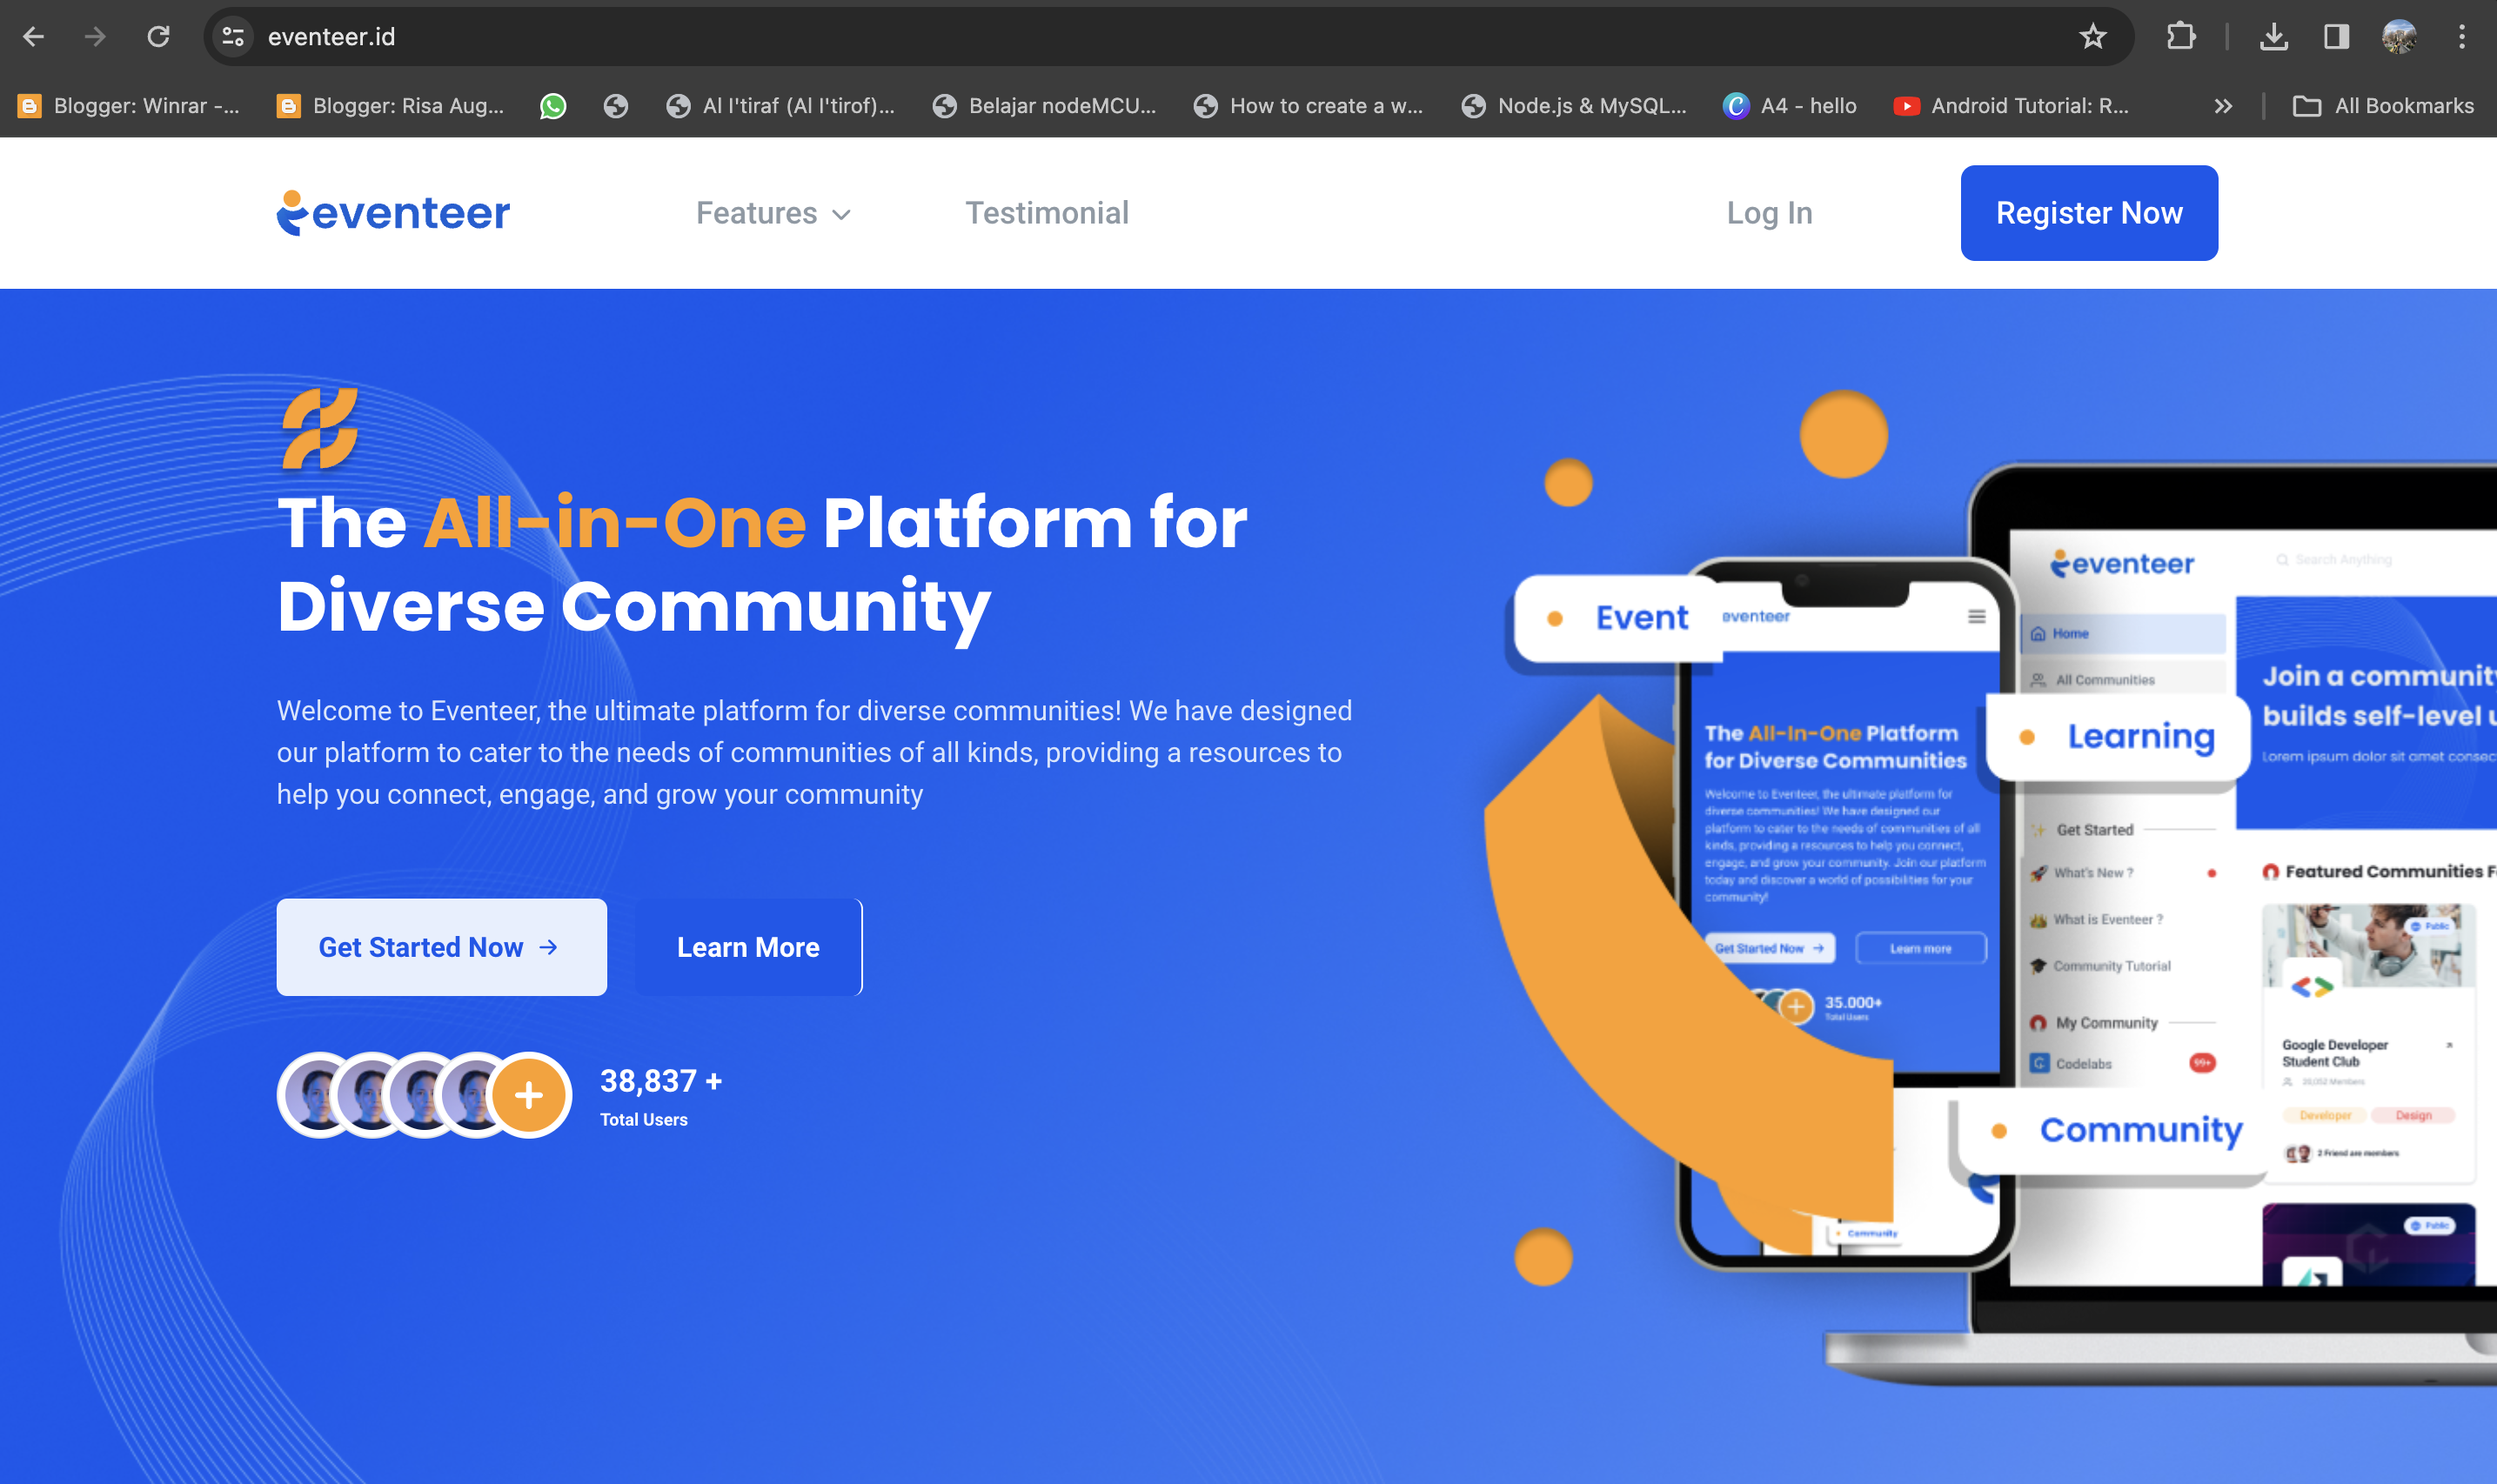 eventeer.id
Blogger: Winrar -...
Blogger: Risa Aug...
Al I'tiraf (Al I'tirof)...
Belajar nodeMCU...
How to create a w...
Node.js & MySQL...
A4 - hello
Android Tutorial: R...
All Bookmarks
eventeer
Features
Testimonial
Log In
Register Now
The All-in-One Platform for
Diverse Community
Welcome to Eventeer, the ultimate platform for diverse communities! We have designed
our platform to cater to the needs of communities of all kinds, providing a resources to
help you connect, engage, and grow your community
Get Started Now
Learn More
38,837 +
Total Users
Event
eventeer
The All-In-One Platform
for Diverse Communities
Welcome to Eventeer, the ultimate platform for
diverse communities! We have designed our
platform to cater to the needs of communities of all
kinds, providing a resources to help you connect,
engage, and grow your community. Join our platform
today and discover a world of possibilities for your
community!
Get Started Now
Learn more
35.000+
Total Users
Community
eventeer
Search Anything
Home
All Communities
Learning
Get Started
What's New ?
What is Eventeer ?
Community Tutorial
My Community
Codelabs
99+
Community
Join a community
builds self-level u
Lorem ipsum dolor sit amet consec
Featured Communities F
Public
Google Developer
Student Club
20,052 Members
Developer
Design
2 Friend are members
Public